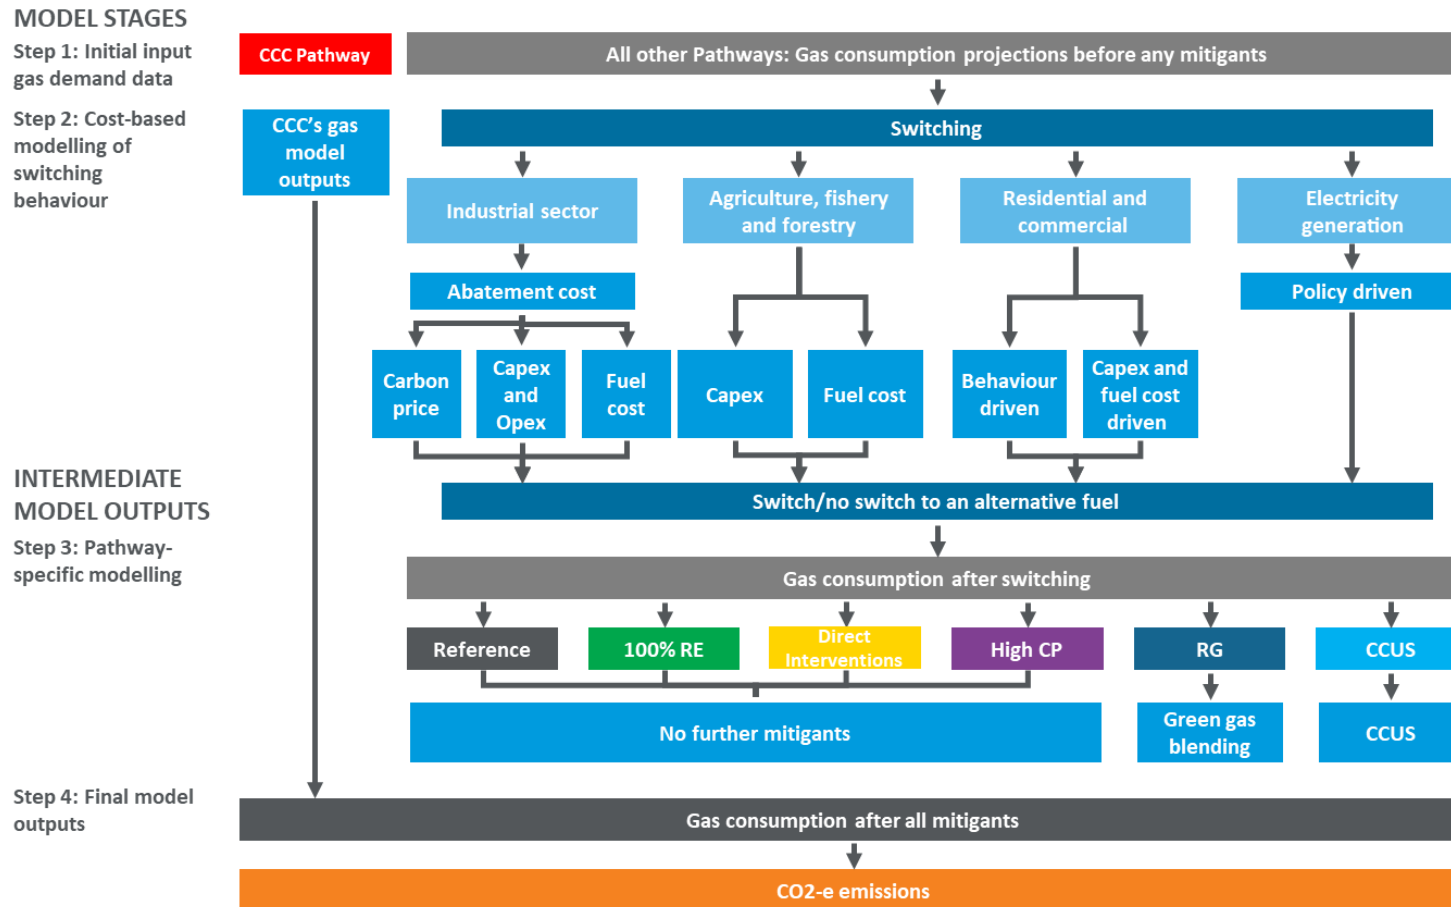 MODEL STAGES
Step 1: Initial input
gas demand data
CCC Pathway
All other Pathways: Gas consumption projections before any mitigants
Step 2: Cost-based
modelling of
switching
behaviour
CCC's gas
model
outputs
Switching
Industrial sector
Agriculture, fishery
and forestry
Residential and
commercial
Electricity
generation
Abatement cost
Policy driven
Carbon
price
Capex
and
Opex
Fuel
cost
Capex
Fuel cost
Behaviour
driven
Capex and
fuel cost
driven
INTERMEDIATE
MODEL OUTPUTS
Switch/no switch to an alternative fuel
Step 3: Pathway-
specific modelling
Gas consumption after switching
Reference
100% RE
Direct
Interventions
High CP
RG
CCUS
No further mitigants
Green gas
blending
CCUS
Step 4: Final model
outputs
Gas consumption after all mitigants
CO2-e emissions